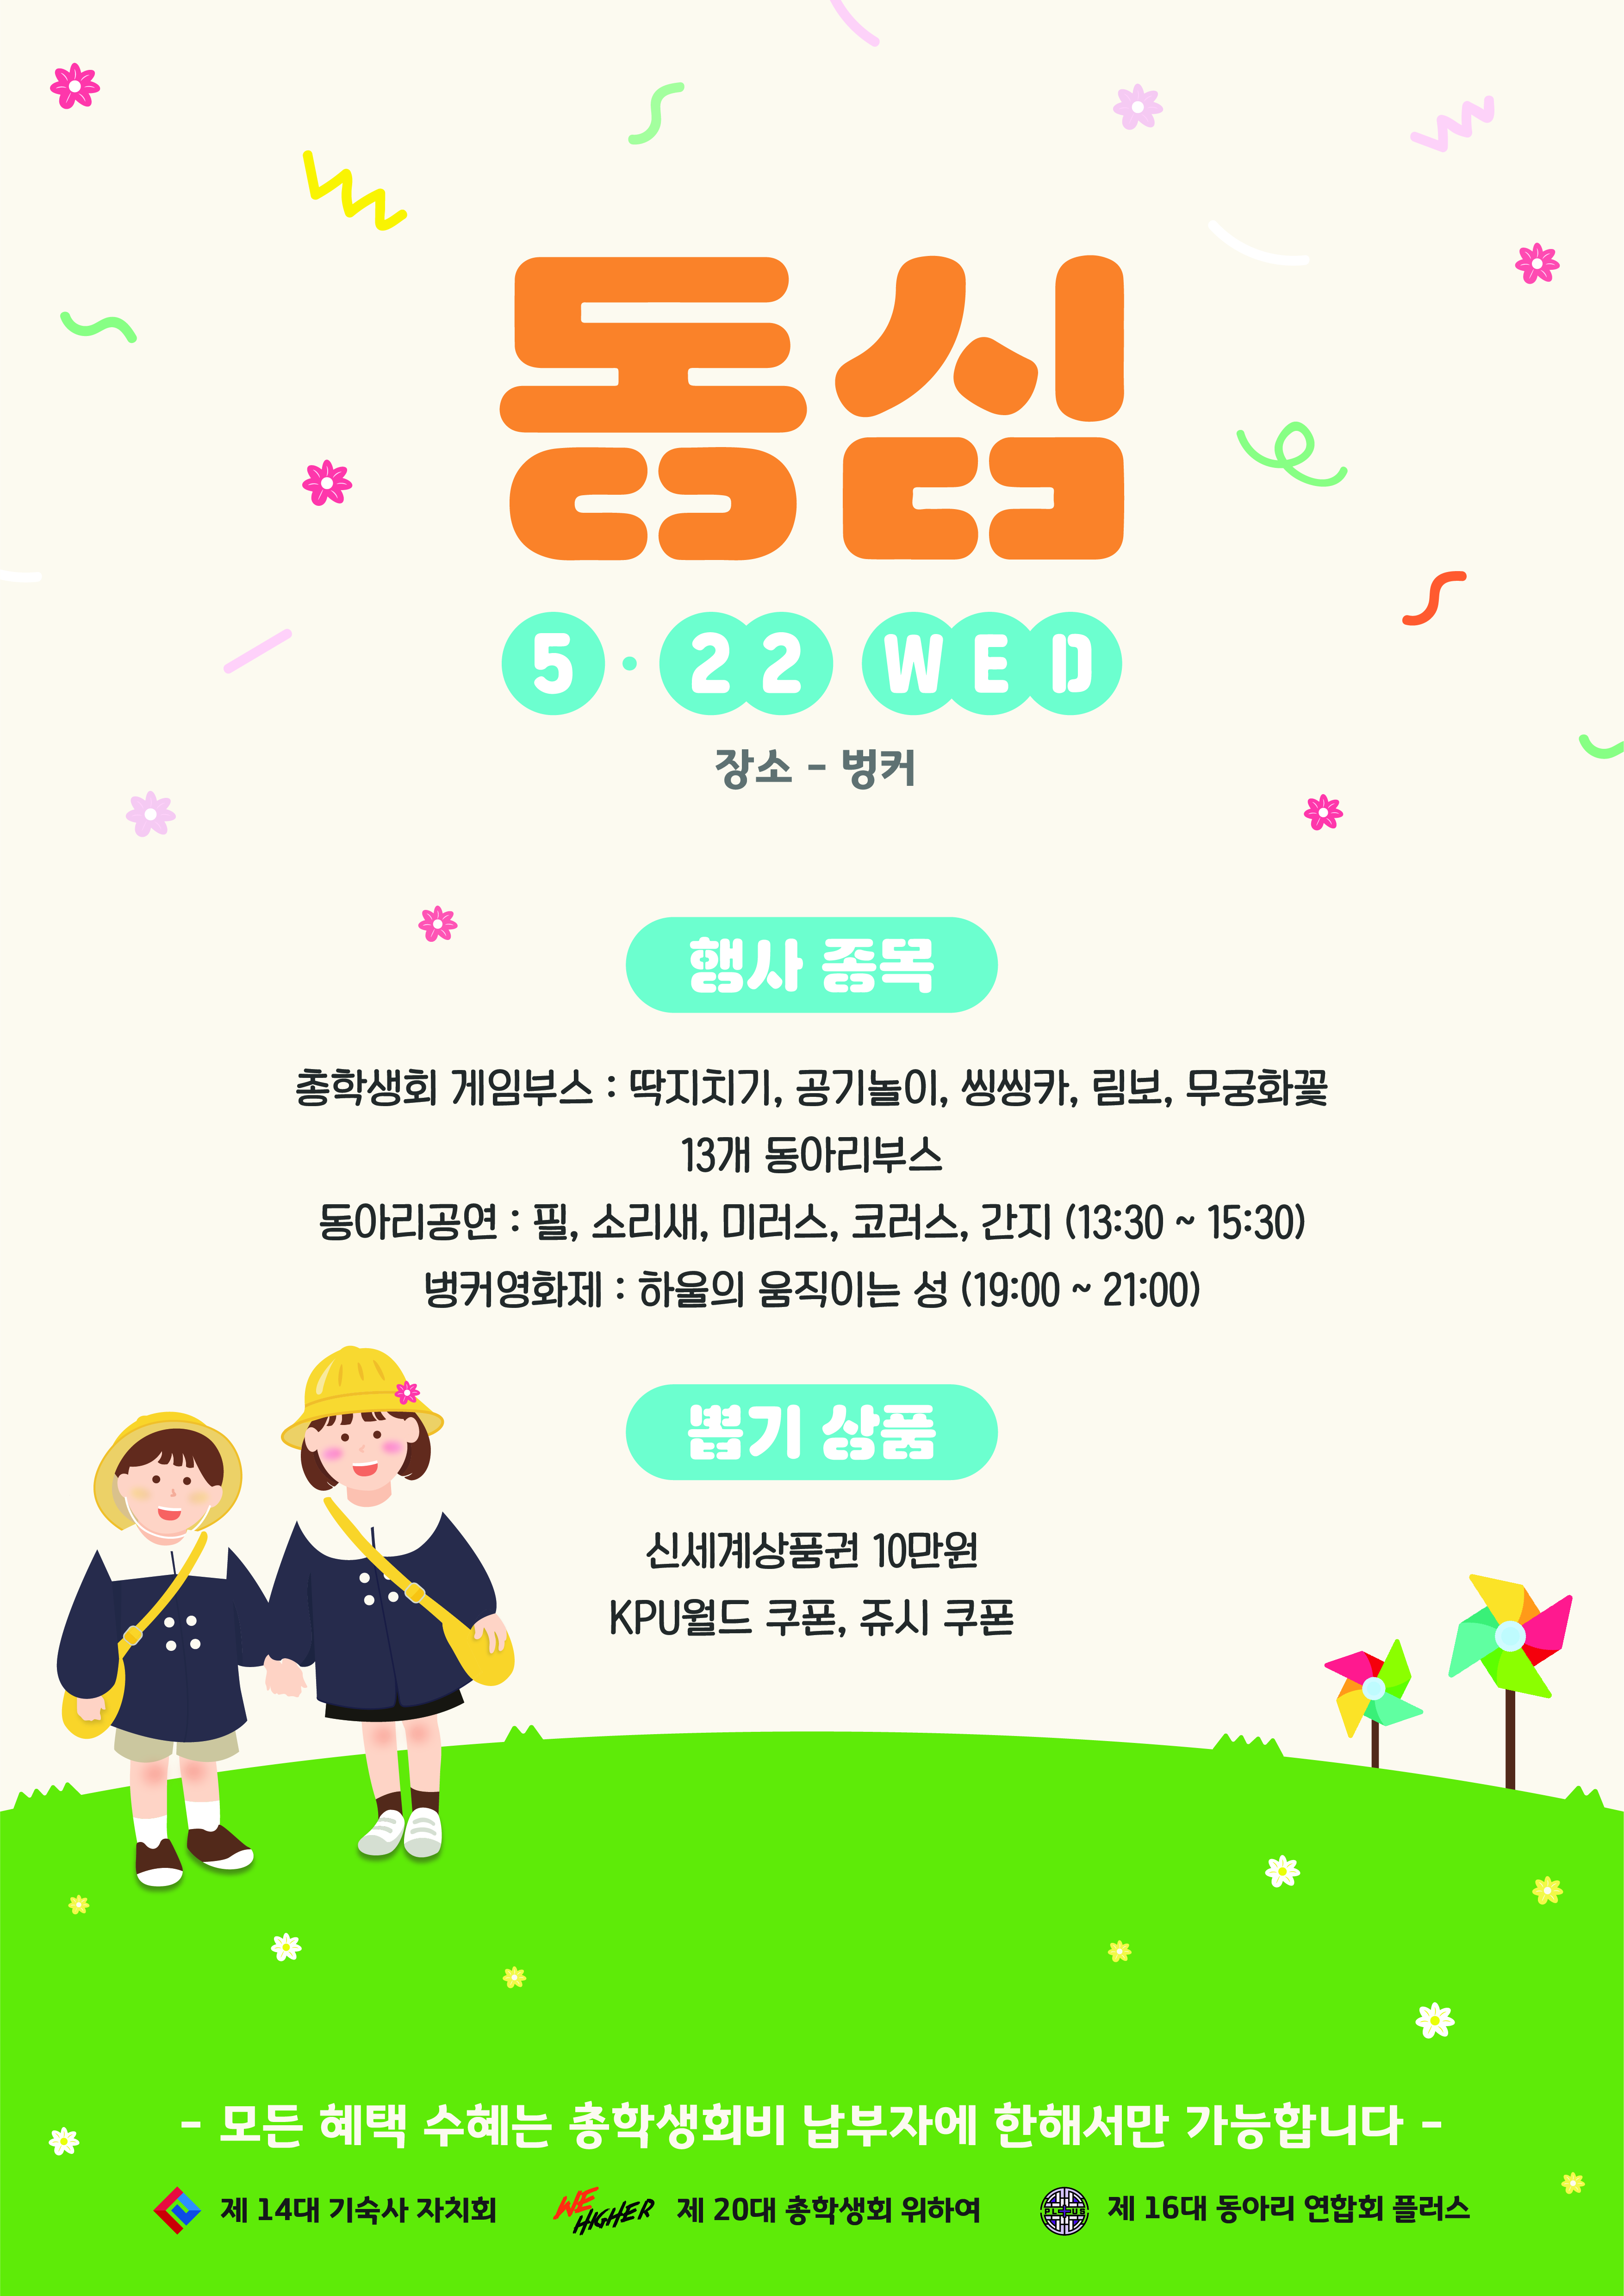 동심
5·22 WED
장소 - 벙커
행사 종목
총학생회 게임부스 : 딱지치기, 공기놀이, 씽씽카, 림보, 무궁화꽃
13개 동아리부스
동아리공연 : 필, 소리새, 미러스, 코러스, 간지 (13:30 ~ 15:30)
벙커영화제 : 하울의 움직이는 성 (19:00 ~ 21:00)
뽑기 상품
신세계상품권 10만원
KPU월드 쿠폰, 쥬시 쿠폰
- 모든 혜택 수혜는 총학생회비 납부자에 한해서만 가능합니다 -
제 14대 기숙사 자치회 WE HIGHER 제 20대 총학생회 위하여 PLUS 제 16대 동아리 연합회 플러스